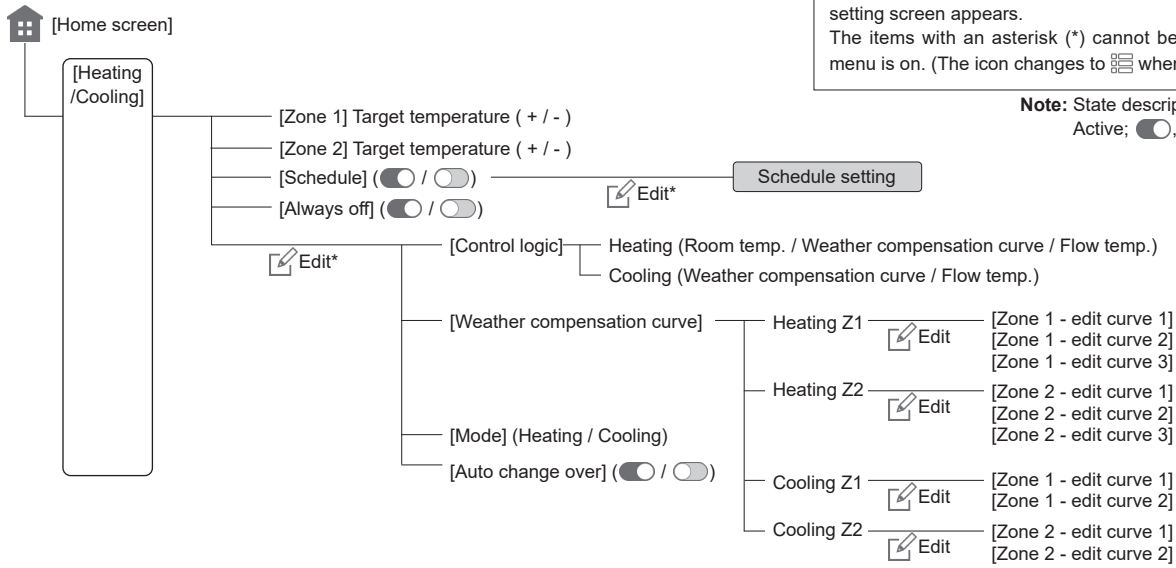 setting screen appears.
The items with an asterisk (*) cannot be
menu is on. (The icon changes to
Note: State
Active;
[Home screen]
[Heating
/Cooling]
[Zone 1] Target temperature ( + / - )
[Zone 2] Target temperature ( + / - )
[Schedule] ( / )
Edit*
Schedule setting
[Always off] ( / )
Edit*
[Control logic]
Heating (Room temp. / Weather compensation curve / Flow temp.)
Cooling (Weather compensation curve / Flow temp.)
[Weather compensation curve]
Heating Z1
Edit
[Zone 1 - edit curve 1]
[Zone 1 - edit curve 2]
[Zone 1 - edit curve 3]
Heating Z2
Edit
[Zone 2 - edit curve 1]
[Zone 2 - edit curve 2]
[Zone 2 - edit curve 3]
[Mode] (Heating / Cooling)
[Auto change over] ( / )
Cooling Z1
Edit
[Zone 1 - edit curve 1]
[Zone 1 - edit curve 2]
Cooling Z2
Edit
[Zone 2 - edit curve 1]
[Zone 2 - edit curve 2]